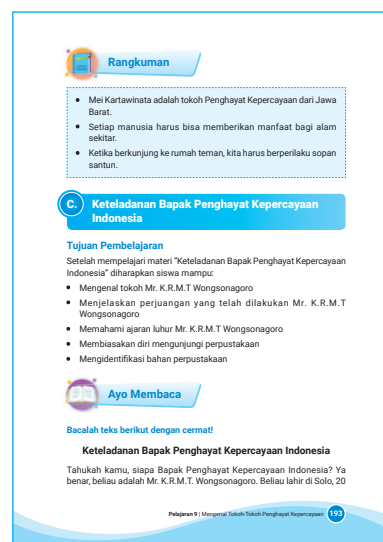 Rangkuman
• Mei Kartawinata adalah tokoh Penghayat Kepercayaan dari Jawa
Barat.
• Setiap manusia harus bisa memberikan manfaat bagi alam
sekitar.
• Ketika berkunjung ke rumah teman, kita harus berperilaku sopan
santun.
C. Keteladanan Bapak Penghayat Kepercayaan
Indonesia
Tujuan Pembelajaran
Setelah mempelajari materi “Keteladanan Bapak Penghayat Kepercayaan
Indonesia” diharapkan siswa mampu:
• Mengenal tokoh Mr. K.R.M.T Wongsonagoro
• Menjelaskan perjuangan yang telah dilakukan Mr. K.R.M.T
Wongsonagoro
• Memahami ajaran luhur Mr. K.R.M.T Wongsonagoro
• Membiasakan diri mengunjungi perpustakaan
• Mengidentifikasi bahan perpustakaan
Ayo Membaca
Bacalah teks berikut dengan cermat!
Keteladanan Bapak Penghayat Kepercayaan Indonesia
Tahukah kamu, siapa Bapak Penghayat Kepercayaan Indonesia? Ya
benar, beliau adalah Mr. K.R.M.T. Wongsonagoro. Beliau lahir di Solo, 20
Pelajaran 9 | Mengenal Tokoh-Tokoh Penghayat Kepercayaan 193